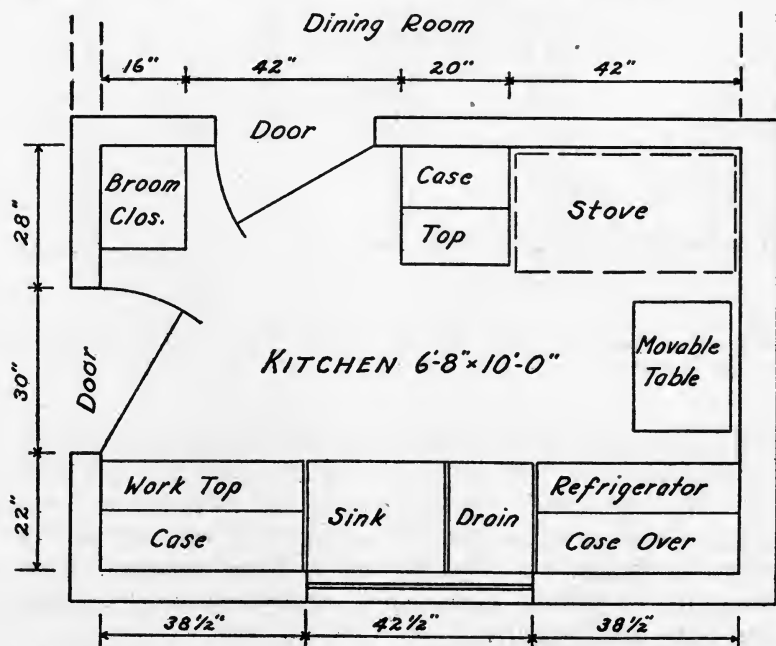 Dining Room
16" 42" 20" 42"
Door
Broom
Clos.
Case
Top
Stove
28"
30"
22"
Door
KITCHEN 6'-8" × 10'-0"
Movable
Table
Work Top
Case
Sink
Drain
Refrigerator
Case Over
38½" 42½" 38½"